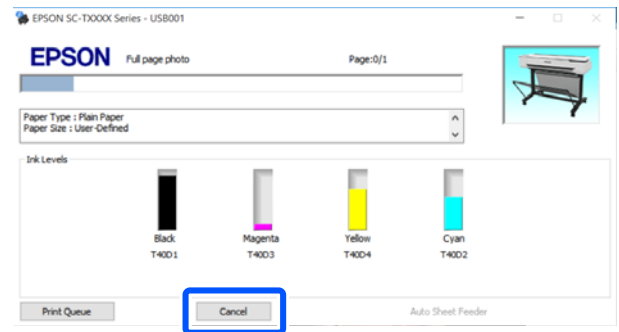 EPSON SC-TXXXX Series - USB001
EPSON Full page photo Page:0/1
Paper Type : Plain Paper
Paper Size : User-Defined
Ink Levels
Black Magenta Yellow Cyan
T40D1 T40D3 T40D4 T40D2
Print Queue Cancel Auto Sheet Feeder